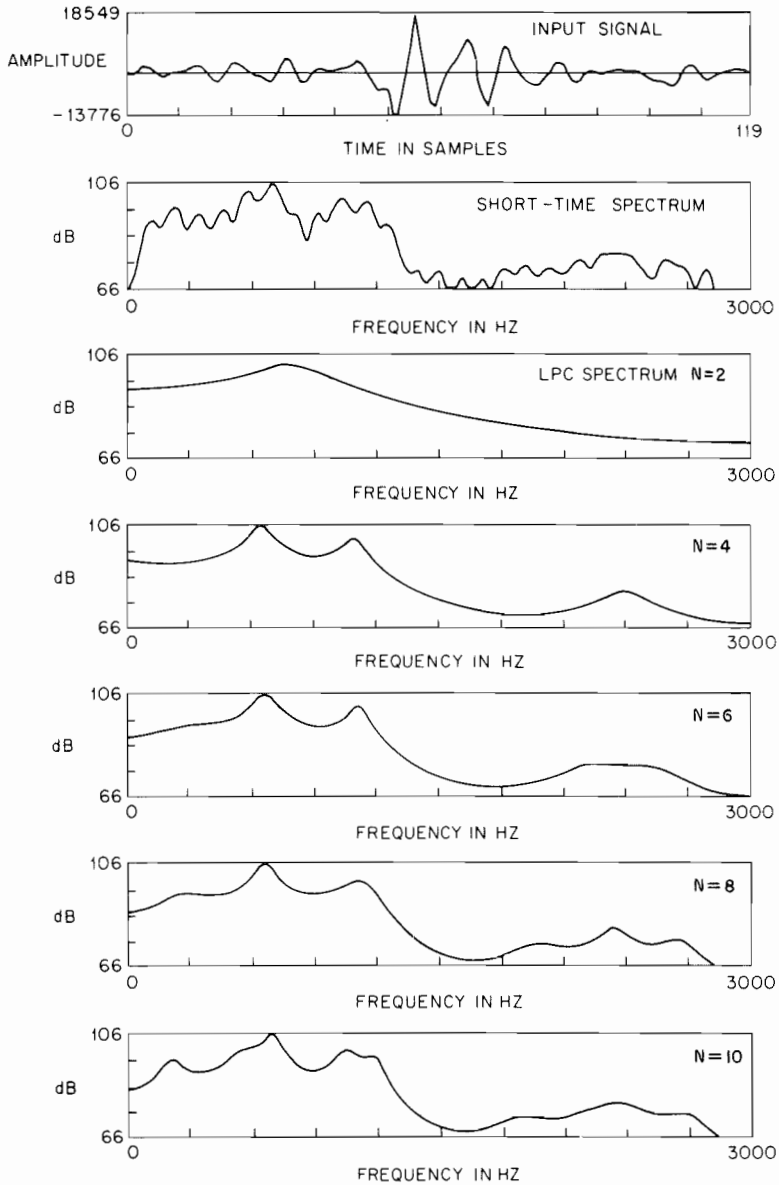 18549
INPUT SIGNAL
AMPLITUDE
-13776
0 119
TIME IN SAMPLES
106
SHORT-TIME SPECTRUM
dB
66
0 3000
FREQUENCY IN HZ
106
LPC SPECTRUM N=2
dB
66
0 3000
FREQUENCY IN HZ
106
N=4
dB
66
0 3000
FREQUENCY IN HZ
106
N=6
dB
66
0 3000
FREQUENCY IN HZ
106
N=8
dB
66
0 3000
FREQUENCY IN HZ
106
N=10
dB
66
0 3000
FREQUENCY IN HZ